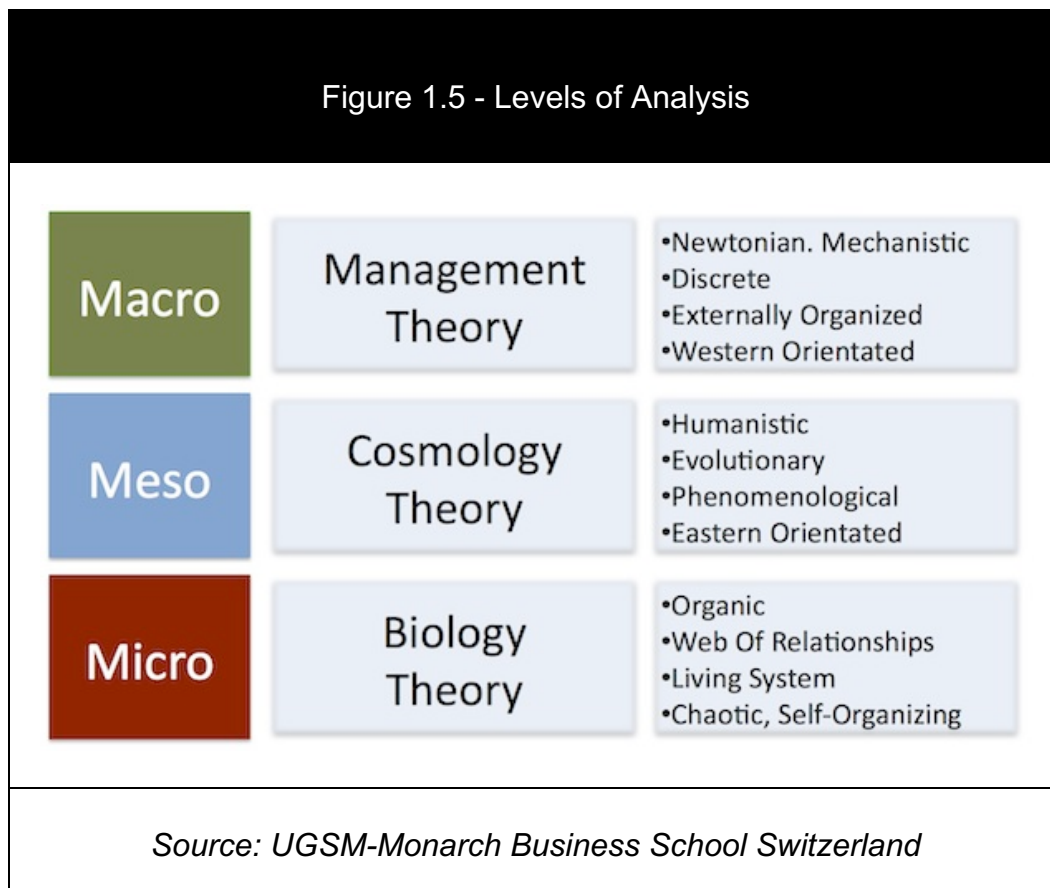 Figure 1.5 - Levels of Analysis
Macro
Management
Theory
•Newtonian. Mechanistic
•Discrete
•Externally Organized
•Western Orientated
Meso
Cosmology
Theory
•Humanistic
•Evolutionary
•Phenomenological
•Eastern Orientated
Micro
Biology
Theory
•Organic
•Web Of Relationships
•Living System
•Chaotic, Self-Organizing
Source: UGSM-Monarch Business School Switzerland